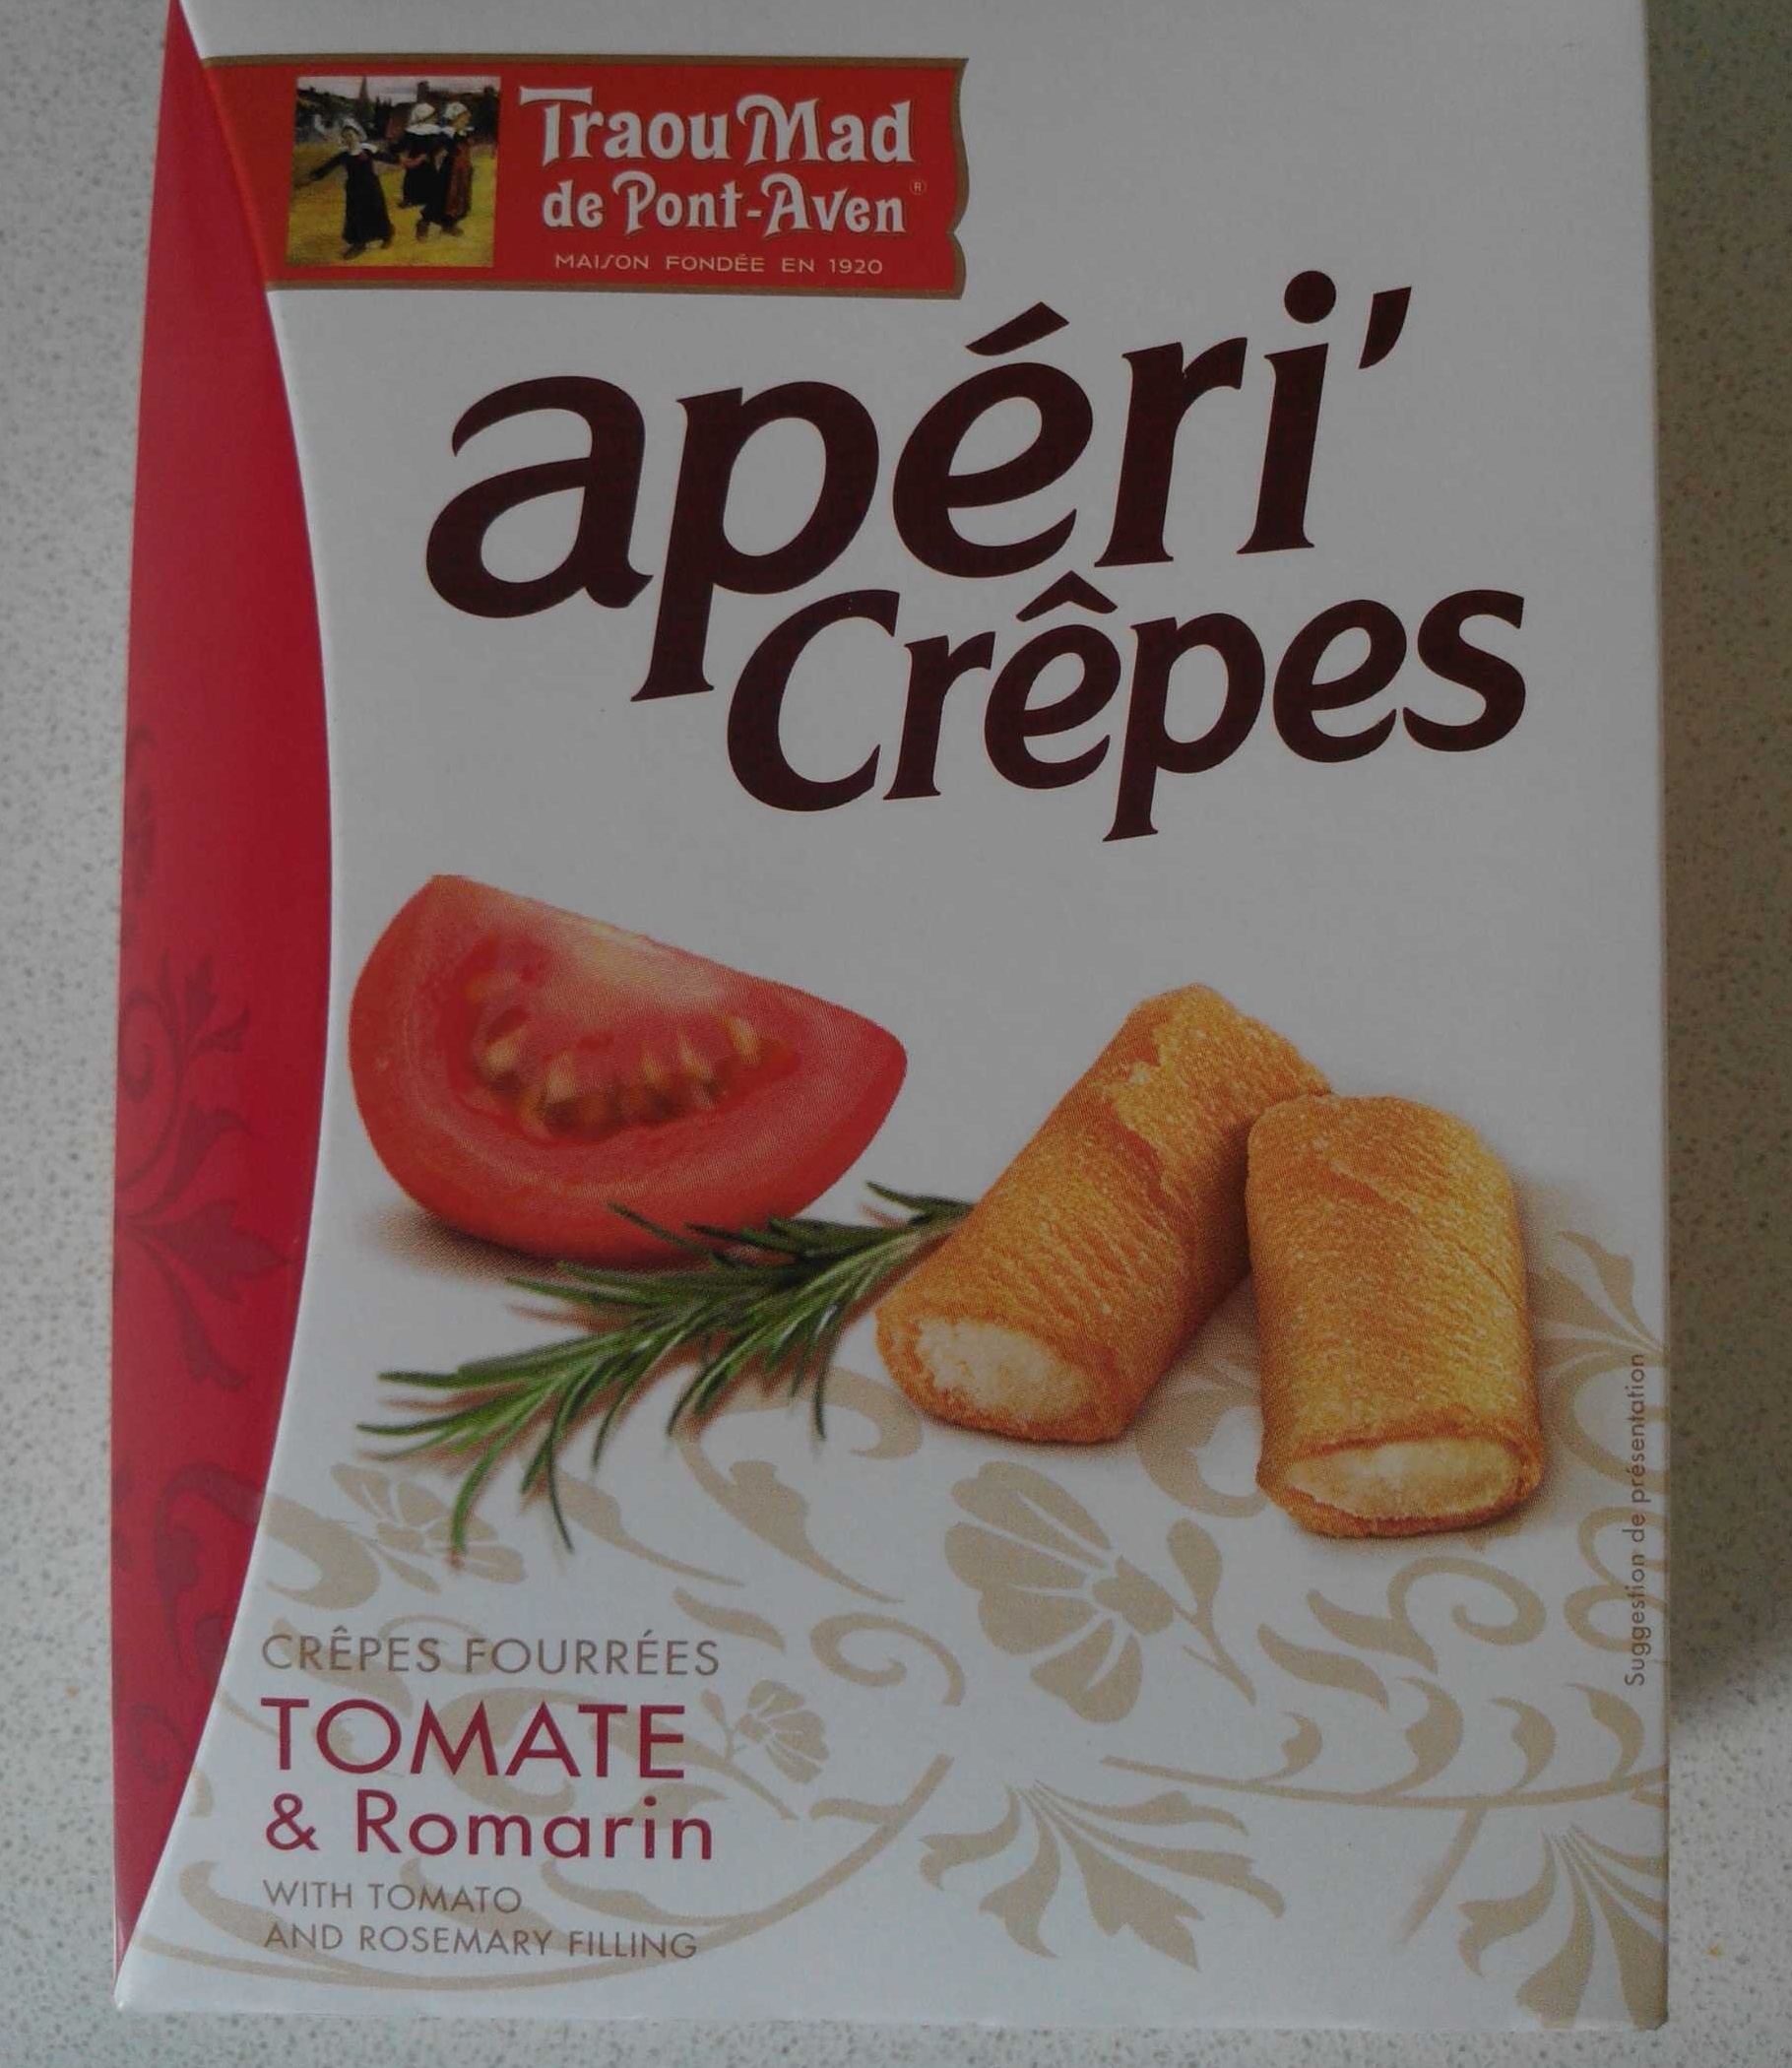 Traou Mad
de Pont-Aven®
MAISON FONDÉE EN 1920
apéri'
Crêpes
CRÊPES FOURRÉES
TOMATE
& Romarin
WITH TOMATO
AND ROSEMARY FILLING
Suggestion de présentation